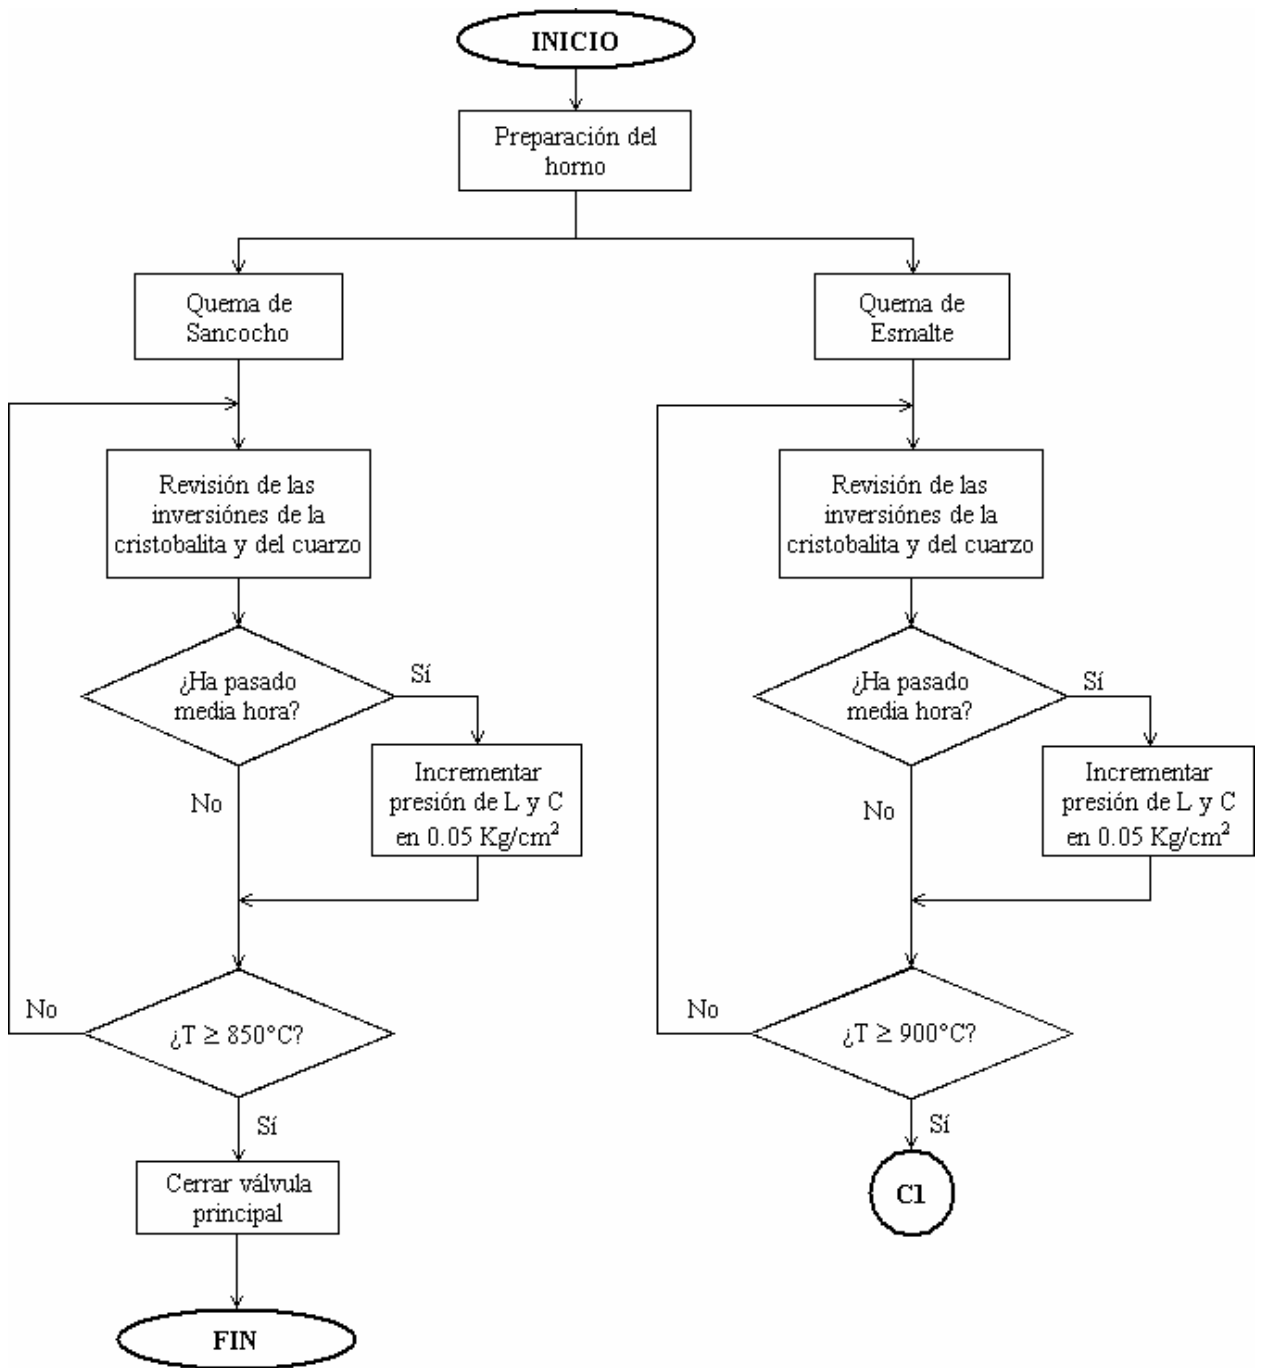 INICIO
Preparación del
horno
Quema de
Sancocho
Revisión de las
inversiónes de la
cristobalita y del cuarzo
¿Ha pasado
media hora?
Sí
No
Incrementar
presión de L y C
en 0.05 Kg/cm²
¿T ≥ 850°C?
No
Sí
Cerrar válvula
principal
FIN
Quema de
Esmalte
Revisión de las
inversiónes de la
cristobalita y del cuarzo
¿Ha pasado
media hora?
Sí
No
Incrementar
presión de L y C
en 0.05 Kg/cm²
¿T ≥ 900°C?
No
Sí
C1